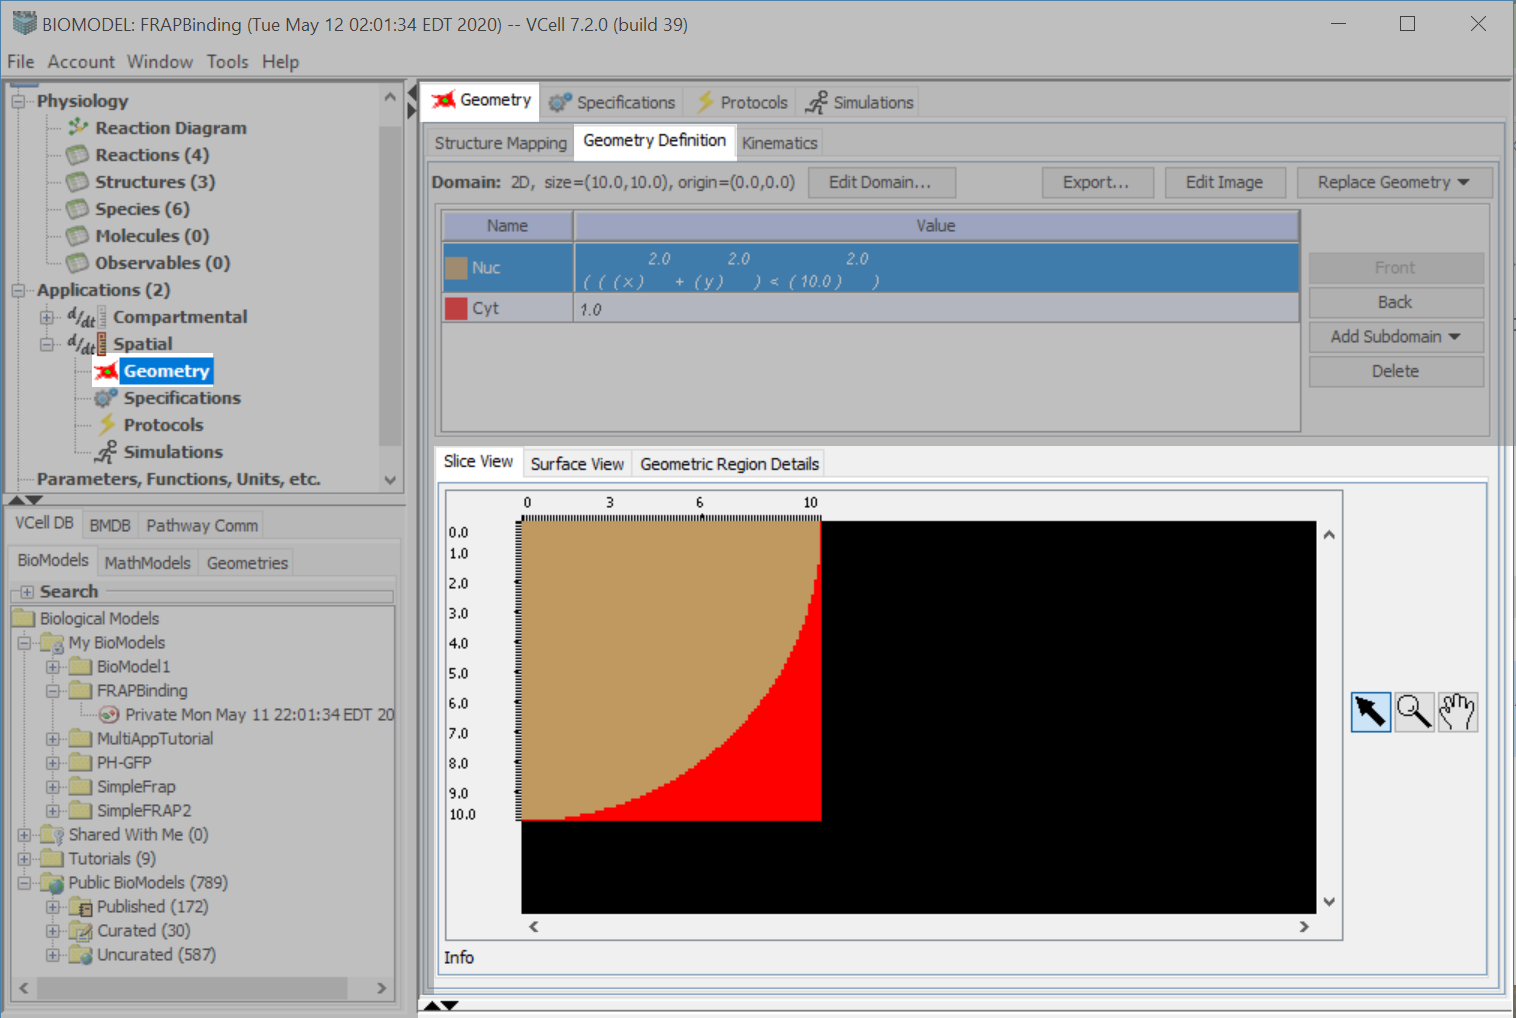 BIOMODEL: FRAPBinding (Tue May 12 02:01:34 EDT 2020) -- VCell 7.2.0 (build 39)
File Account Window Tools Help
Physiology
Reaction Diagram
Reactions (4)
Structures (3)
Species (6)
Molecules (0)
Observables (0)
Applications (2)
d/dt Compartmental
d/dt Spatial
Geometry
Specifications
Protocols
Simulations
Parameters, Functions, Units, etc.
VCell DB BMDB Pathway Comm
BioModels MathModels Geometries
Search
Biological Models
My BioModels
BioModel1
FRAPBinding
Private Mon May 11 22:01:34 EDT 20
MultiAppTutorial
PH-GFP
SimpleFrap
SimpleFRAP2
Shared With Me (0)
Tutorials (9)
Public BioModels (789)
Published (172)
Curated (30)
Uncurated (587)
Geometry Specifications Protocols Simulations
Structure Mapping Geometry Definition Kinematics
Domain: 2D, size=(10.0,10.0), origin=(0.0,0.0) Edit Domain... Export... Edit Image Replace Geometry
Name Value
2.0 2.0 2.0
Nuc ( ( ( (x) + (y) ) < (10.0) )
Cyt 1.0
Front
Back
Add Subdomain
Delete
Slice View Surface View Geometric Region Details
0 3 6 10
0.0
1.0
2.0
3.0
4.0
5.0
6.0
7.0
8.0
9.0
10.0
Info